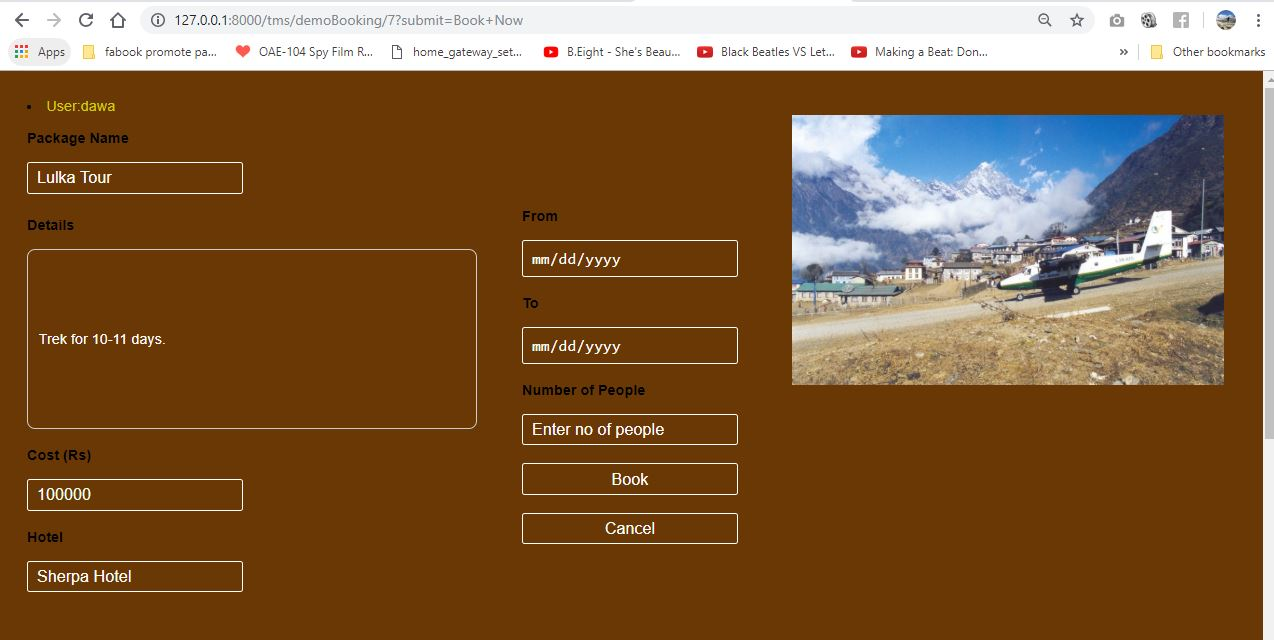 127.0.0.1:8000/tms/demoBooking/7?submit=Book+Now
Apps
fabook promote pa...
OAE-104 Spy Film R...
home_gateway_set...
B.Eight - She's Beau...
Black Beatles VS Let...
Making a Beat: Don...
»
Other bookmarks
User:dawa
Package Name
Lulka Tour
Details
Trek for 10-11 days.
Cost (Rs)
100000
Hotel
Sherpa Hotel
From
mm/dd/yyyy
To
mm/dd/yyyy
Number of People
Enter no of people
Book
Cancel